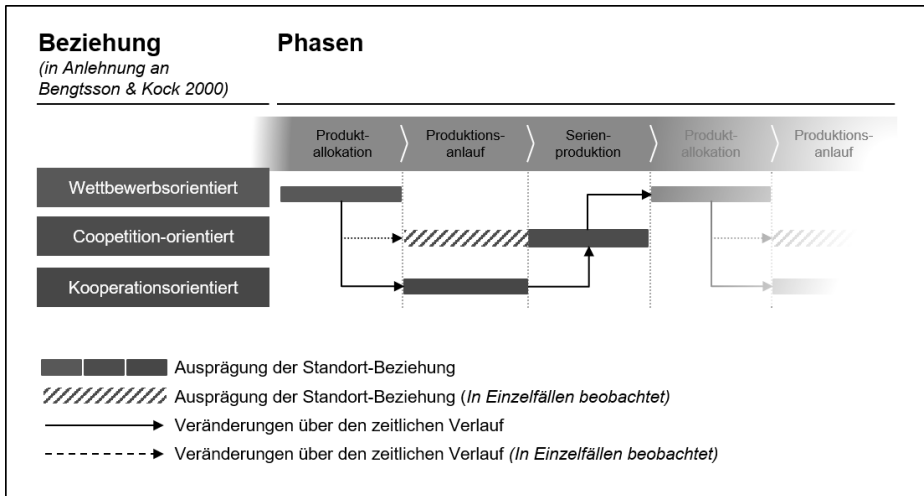 Beziehung
(in Anlehnung an
Bengtsson & Kock 2000)
Phasen
Produkt-
allokation
Produktions-
anlauf
Serien-
produktion
Produkt-
allokation
Produktions-
anlauf
Wettbewerbsorientiert
Coopetition-orientiert
Kooperationsorientiert
Ausprägung der Standort-Beziehung
Ausprägung der Standort-Beziehung (In Einzelfällen beobachtet)
Veränderungen über den zeitlichen Verlauf
Veränderungen über den zeitlichen Verlauf (In Einzelfällen beobachtet)